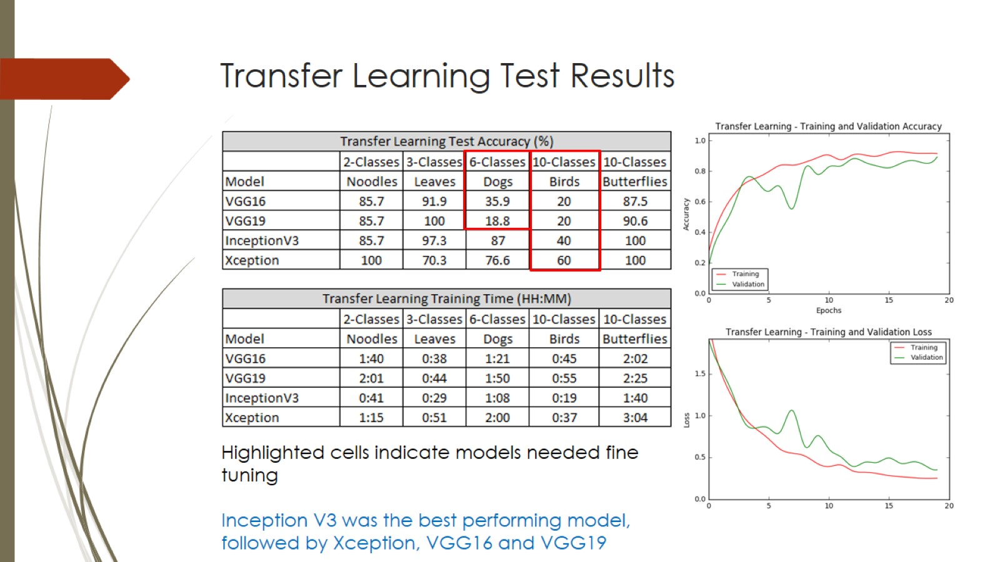 Transfer Learning Test Results
Transfer Learning Test Accuracy (%)
2-Classes 3-Classes 6-Classes 10-Classes 10-Classes
Model Noodles Leaves Dogs Birds Butterflies
VGG16 85.7 91.9 35.9 20 87.5
VGG19 85.7 100 18.8 20 90.6
InceptionV3 85.7 97.3 87 40 100
Xception 100 70.3 76.6 60 100
Transfer Learning Training Time (HH:MM)
2-Classes 3-Classes 6-Classes 10-Classes 10-Classes
Model Noodles Leaves Dogs Birds Butterflies
VGG16 1:40 0:38 1:21 0:45 2:02
VGG19 2:01 0:44 1:50 0:55 2:25
InceptionV3 0:41 0:29 1:08 0:19 1:40
Xception 1:15 0:51 2:00 0:37 3:04
Highlighted cells indicate models needed fine
tuning
Inception V3 was the best performing model,
followed by Xception, VGG16 and VGG19
Transfer Learning - Training and Validation Accuracy
1.0
0.8
0.6
0.4
0.2
0.0
Accuracy
Training
Validation
0 5 10 15 20
Epochs
Transfer Learning - Training and Validation Loss
Training
Validation
1.5
1.0
0.5
0.0
Loss
0 5 10 15 20